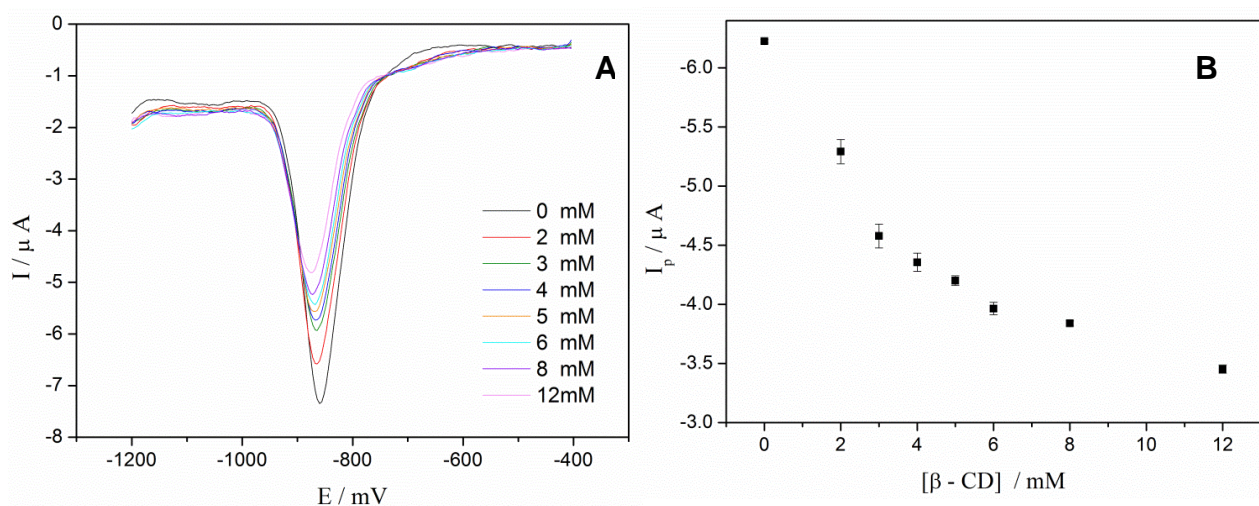 A
0
-1
-2
-3
-4
-5
-6
-7
-8
I / μ A
-1200
-1000
-800
-600
-400
E / mV
0 mM
2 mM
3 mM
4 mM
5 mM
6 mM
8 mM
12mM
B
-6.0
-5.5
-5.0
-4.5
-4.0
-3.5
-3.0
Ip / μ A
0
2
4
6
8
10
12
[β - CD] / mM